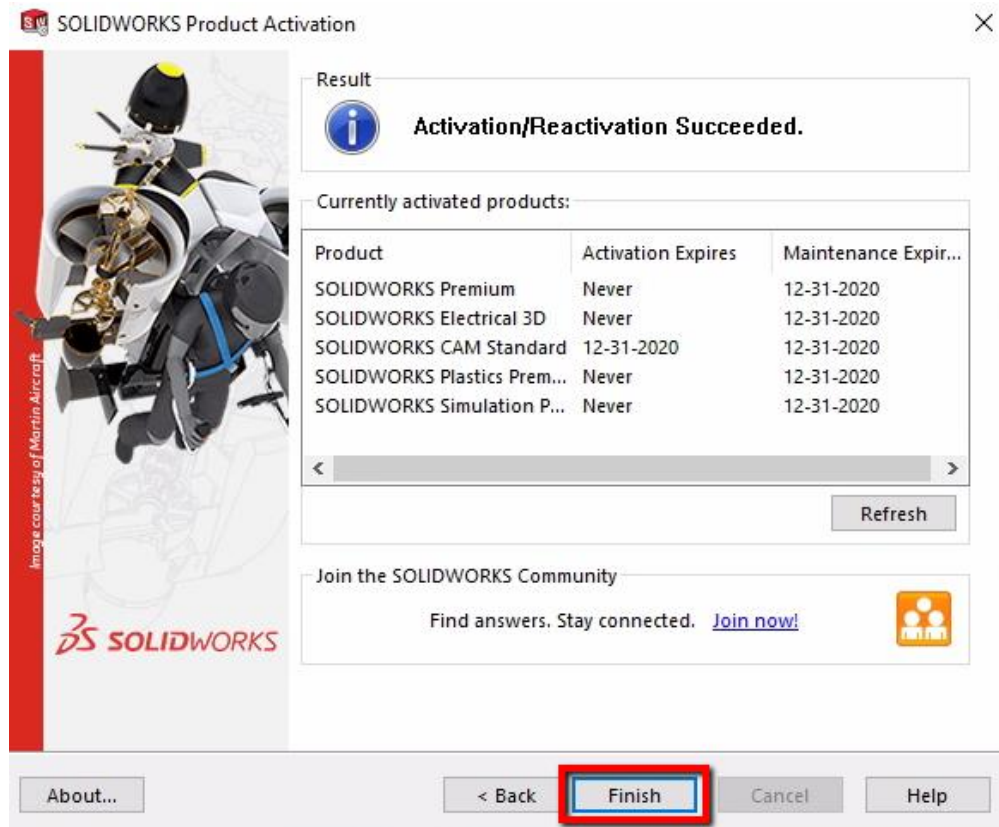 SOLIDWORKS Product Activation
Result
Activation/Reactivation Succeeded.
Currently activated products:
Product Activation Expires Maintenance Expir...
SOLIDWORKS Premium Never 12-31-2020
SOLIDWORKS Electrical 3D Never 12-31-2020
SOLIDWORKS CAM Standard 12-31-2020 12-31-2020
SOLIDWORKS Plastics Prem... Never 12-31-2020
SOLIDWORKS Simulation P... Never 12-31-2020
Refresh
Image courtesy of Martin Aircraft
Join the SOLIDWORKS Community
Find answers. Stay connected. Join now!
SOLIDWORKS
About... < Back Finish Cancel Help